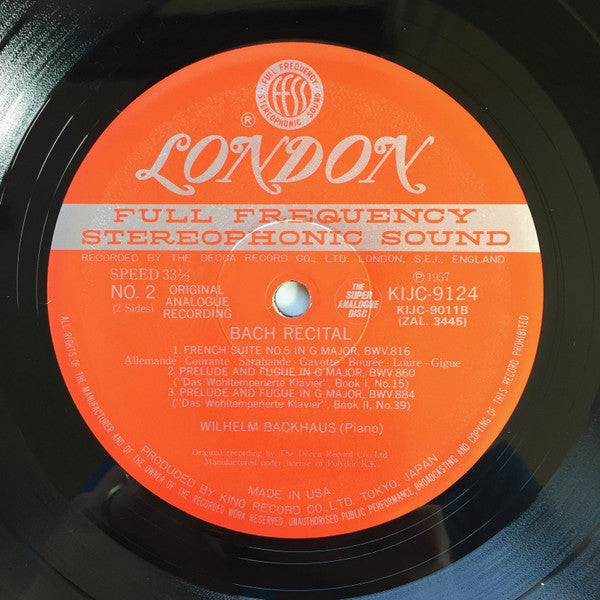 FULL FREQUENCY
ffss
STEREOPHONIC SOUND
®
LONDON
FULL FREQUENCY
STEREOPHONIC SOUND
RECORDED BY THE DECCA RECORD CO., LTD. LONDON, S.E.I., ENGLAND
SPEED 33⅓
℗ 1957
NO. 2
(2 Sides)
ORIGINAL
ANALOGUE
RECORDING
THE
SUPER
ANALOGUE
DISC
KIJC-9124
KIJC-9011B
(ZAL. 3445)
BACH RECITAL
1. FRENCH SUITE NO.5 IN G MAJOR, BWV.816
Allemande - Courante - Sarabande - Gavotte - Bourée - Loure - Gigue
2. PRELUDE AND FUGUE IN G MAJOR, BWV.860
("Das Wohltemperierte Klavier", Book I, No.15)
3. PRELUDE AND FUGUE IN G MAJOR, BWV.884
("Das Wohltemperierte Klavier", Book II, No.39)
WILHELM BACKHAUS (Piano)
Original recording by The Decca Record Co. Ltd
Manufactured under license of Polydor K.K.
MADE IN USA.
PRODUCED BY KING RECORD CO., LTD. TOKYO, JAPAN
ALL RIGHTS OF THE MANUFACTURER AND OF THE OWNER OF THE RECORDED WORK RESERVED, UNAUTHORISED PUBLIC PERFORMANCE, BROADCASTING AND COPYING OF THIS RECORD PROHIBITED